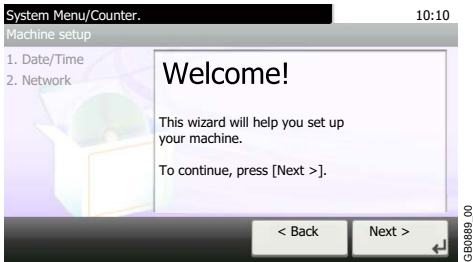 System Menu/Counter.
10:10
Machine setup
1. Date/Time
2. Network
Welcome!
This wizard will help you set up
your machine.
To continue, press [Next >].
< Back
Next >
GB0889_00